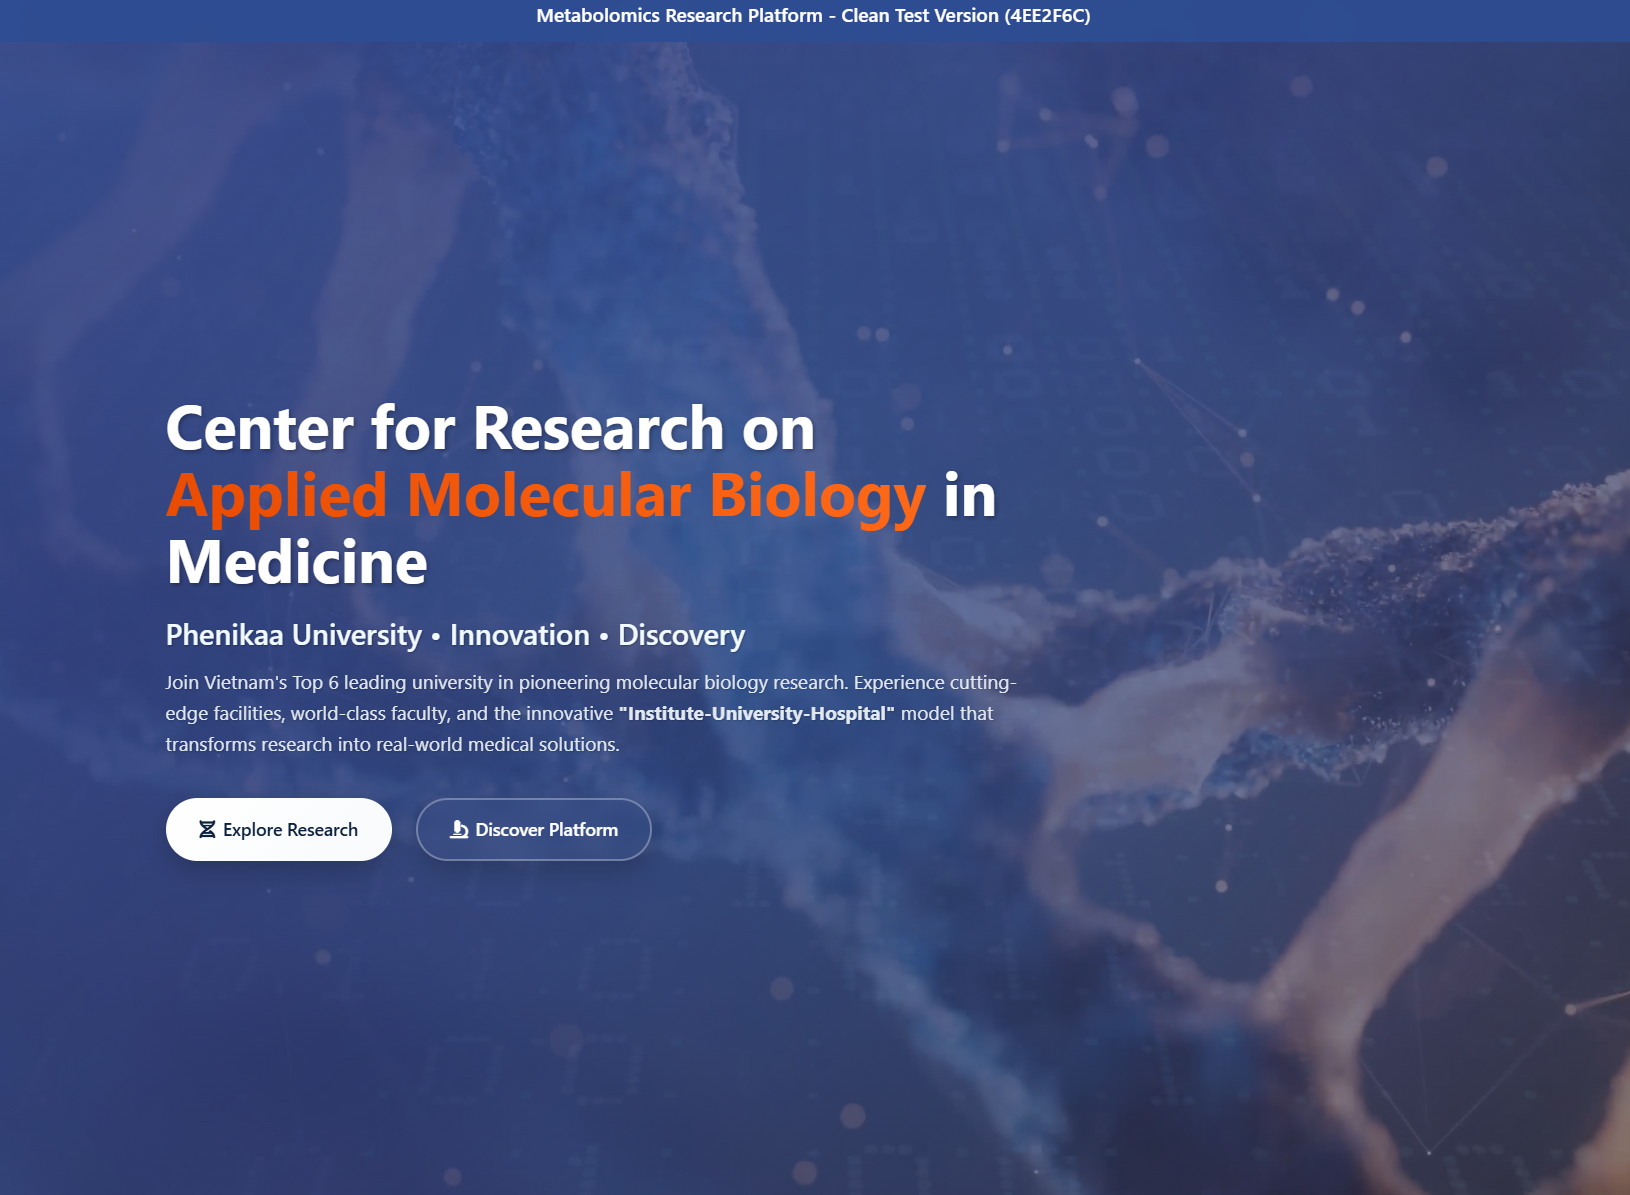 Metabolomics Research Platform - Clean Test Version (4EE2F6C)
Center for Research on
Applied Molecular Biology in
Medicine
Phenikaa University • Innovation • Discovery
Join Vietnam's Top 6 leading university in pioneering molecular biology research. Experience cutting-
edge facilities, world-class faculty, and the innovative "Institute-University-Hospital" model that
transforms research into real-world medical solutions.
Explore Research
Discover Platform